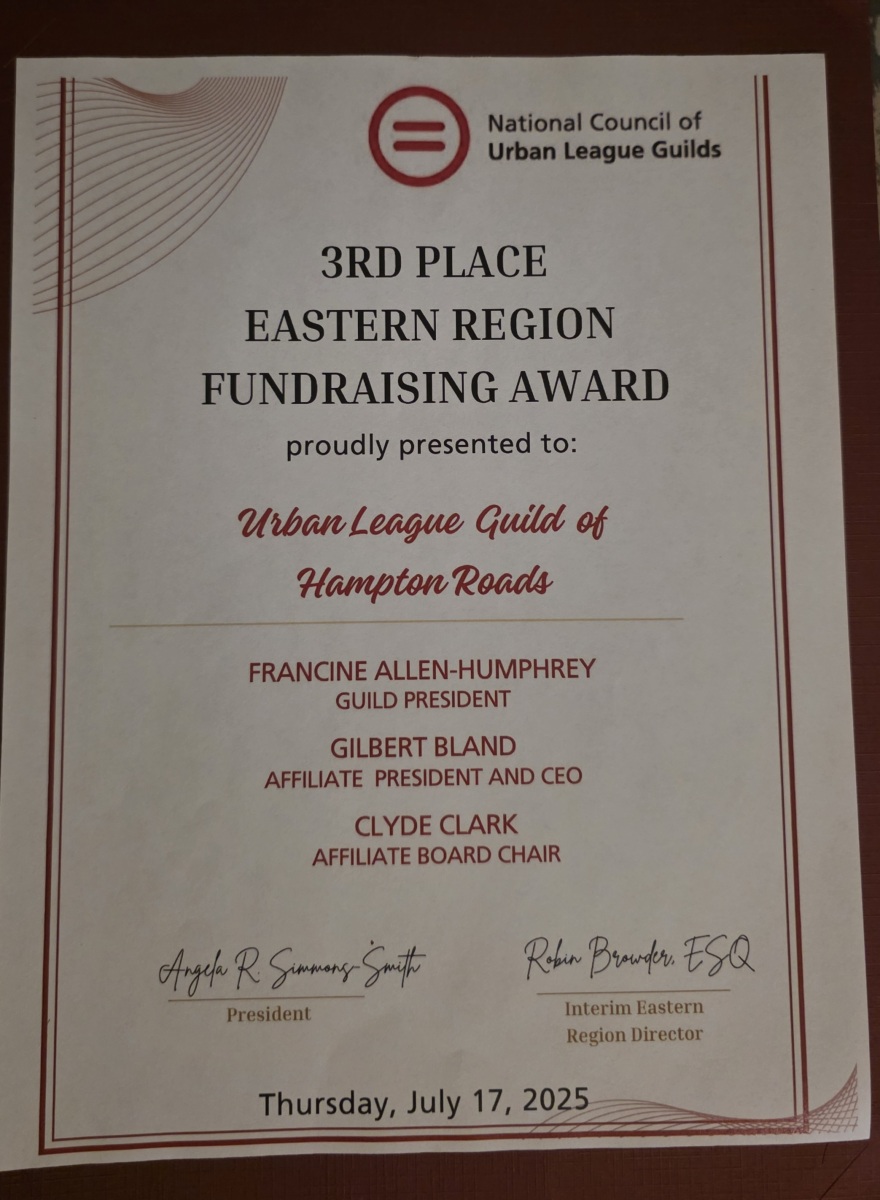 National Council of
Urban League Guilds
3RD PLACE
EASTERN REGION
FUNDRAISING AWARD
proudly presented to:
Urban League Guild of
Hampton Roads
FRANCINE ALLEN-HUMPHREY
GUILD PRESIDENT
GILBERT BLAND
AFFILIATE PRESIDENT AND CEO
CLYDE CLARK
AFFILIATE BOARD CHAIR
Angela R. Simmons-Smith
President
Robin Browder, ESQ
Interim Eastern
Region Director
Thursday, July 17, 2025